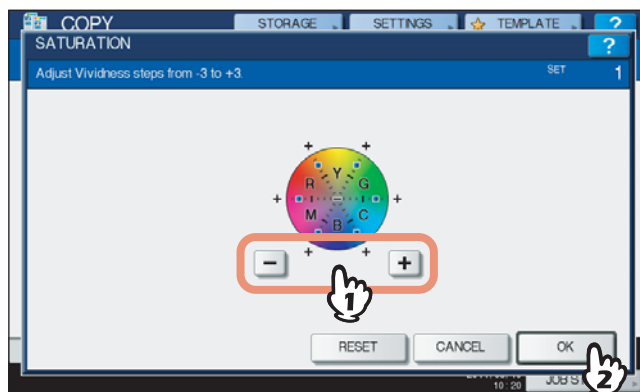 COPY STORAGE SETTINGS TEMPLATE ?
SATURATION ?
Adjust Vividness steps from -3 to +3. SET 1
+ +
Y
R G
+ - +
M C
B
+ +
- +
1
RESET CANCEL OK
2
10:20 JOB S